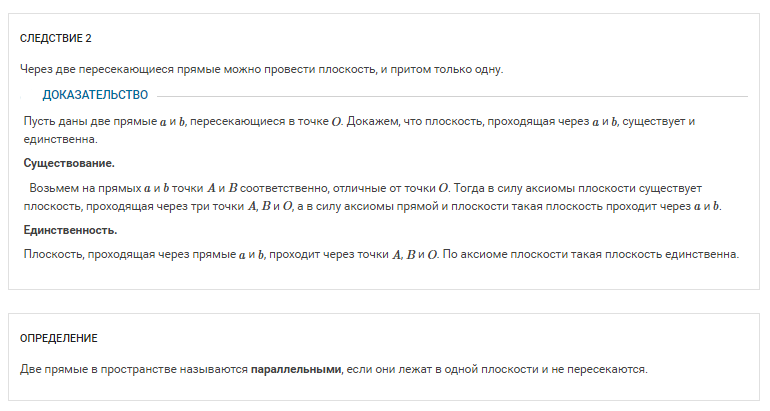 СЛЕДСТВИЕ 2
Через две пересекающиеся прямые можно провести плоскость, и притом только одну.
ДОКАЗАТЕЛЬСТВО
Пусть даны две прямые a и b, пересекающиеся в точке O. Докажем, что плоскость, проходящая через a и b, существует и
единственна.
Существование.
Возьмем на прямых a и b точки A и B соответственно, отличные от точки O. Тогда в силу аксиомы плоскости существует
плоскость, проходящая через три точки A, B и O, а в силу аксиомы прямой и плоскости такая плоскость проходит через a и b.
Единственность.
Плоскость, проходящая через прямые a и b, проходит через точки A, B и O. По аксиоме плоскости такая плоскость единственна.
ОПРЕДЕЛЕНИЕ
Две прямые в пространстве называются параллельными, если они лежат в одной плоскости и не пересекаются.